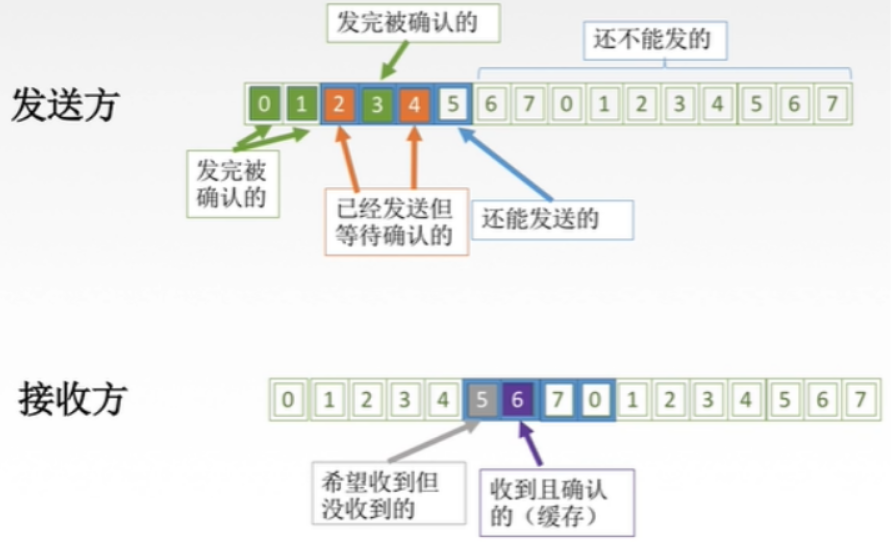 发完被确认的
还不能发的
发送方
0 1 2 3 4 5 6 7 0 1 2 3 4 5 6 7
发完被
确认的
已经发送但
等待确认的
还能发送的
接收方
0 1 2 3 4 5 6 7 0 1 2 3 4 5 6 7
希望收到但
没收到的
收到且确认
的（缓存）